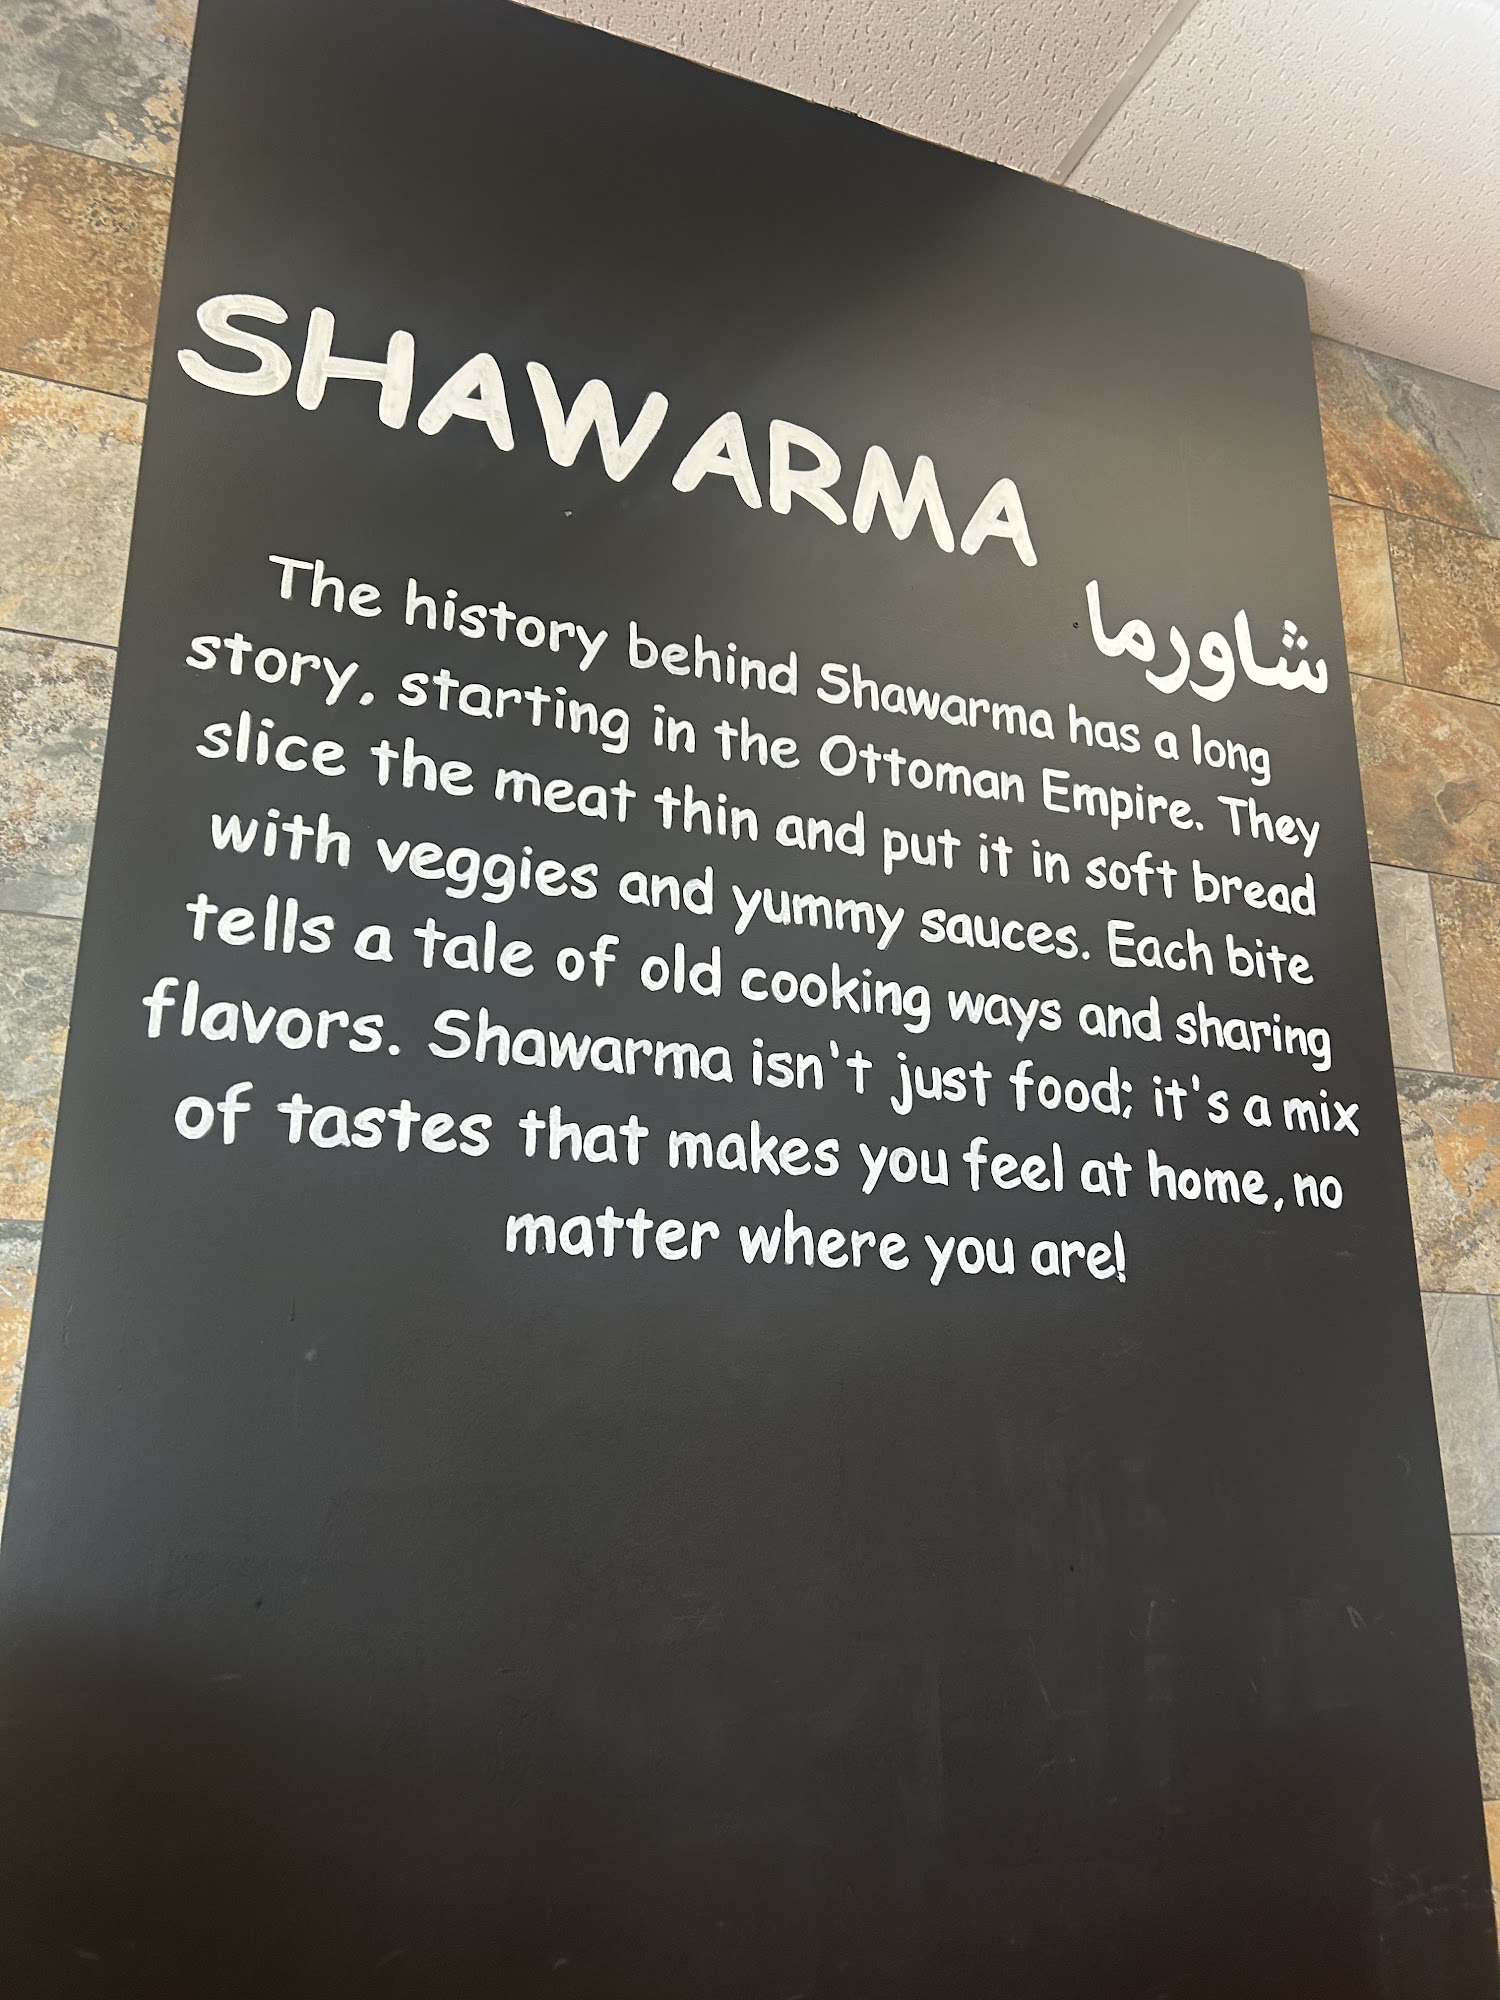 SHAWARMA
شاورما
The history behind Shawarma has a long
story, starting in the Ottoman Empire. They
slice the meat thin and put it in soft bread
with veggies and yummy sauces. Each bite
tells a tale of old cooking ways and sharing
flavors. Shawarma isn't just food; it's a mix
of tastes that makes you feel at home, no
matter where you are!